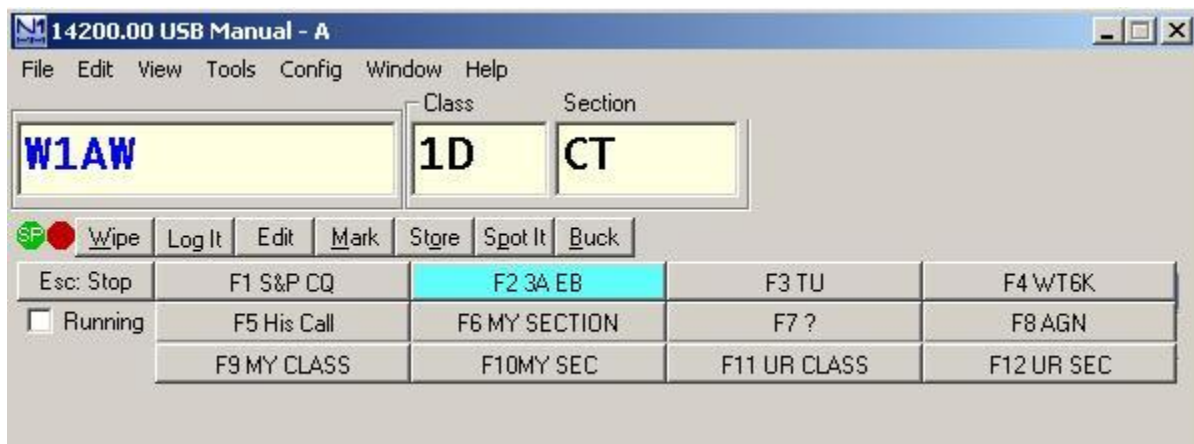 N1 14200.00 USB Manual - A
File Edit View Tools Config Window Help
Class Section
W1AW 1D CT
SP Wipe Log It Edit Mark Store Spot It Buck
Esc: Stop F1 S&P CQ F2 3A EB F3 TU F4 WT6K
Running F5 His Call F6 MY SECTION F7 ? F8 AGN
F9 MY CLASS F10MY SEC F11 UR CLASS F12 UR SEC